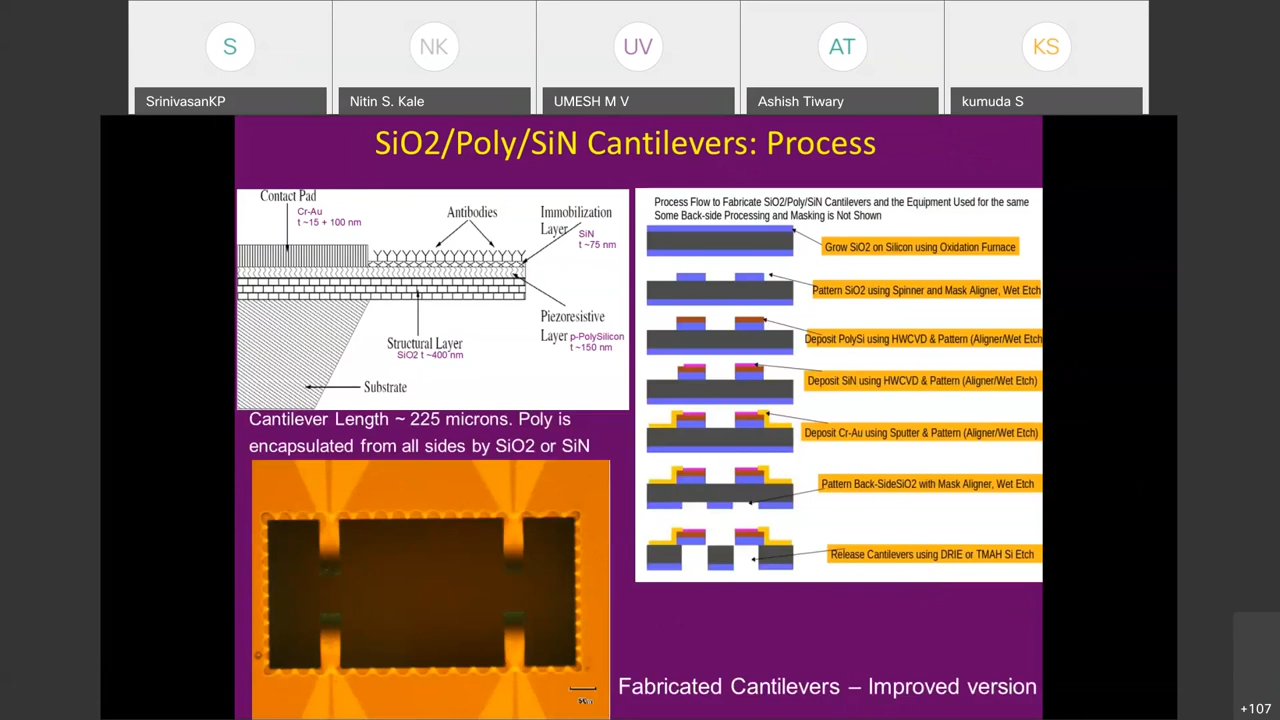 S
NK
UV
AT
KS
SrinivasanKP
Nitin S. Kale
UMESH M V
Ashish Tiwary
kumuda S
SiO2/Poly/SiN Cantilevers: Process
Contact Pad
Cr-Au
t ~15 + 100 nm
Antibodies
Immobilization
Layer
SiN
t ~75 nm
Piezoresistive
Layer p-PolySilicon
t ~150 nm
Structural Layer
SiO2 t ~400 nm
Substrate
Cantilever Length ~ 225 microns. Poly is
encapsulated from all sides by SiO2 or SiN
Process Flow to Fabricate SiO2/Poly/SiN Cantilevers and the Equipment Used for the same
Some Back-side Processing and Masking is Not Shown
Grow SiO2 on Silicon using Oxidation Furnace
Pattern SiO2 using Spinner and Mask Aligner, Wet Etch
Deposit PolySi using HWCVD & Pattern (Aligner/Wet Etch
Deposit SiN using HWCVD & Pattern (Aligner/Wet Etch)
Deposit Cr-Au using Sputter & Pattern (Aligner/Wet Etch)
Pattern Back-SideSiO2 with Mask Aligner, Wet Etch
Release Cantilevers using DRIE or TMAH Si Etch
Fabricated Cantilevers – Improved version
+107